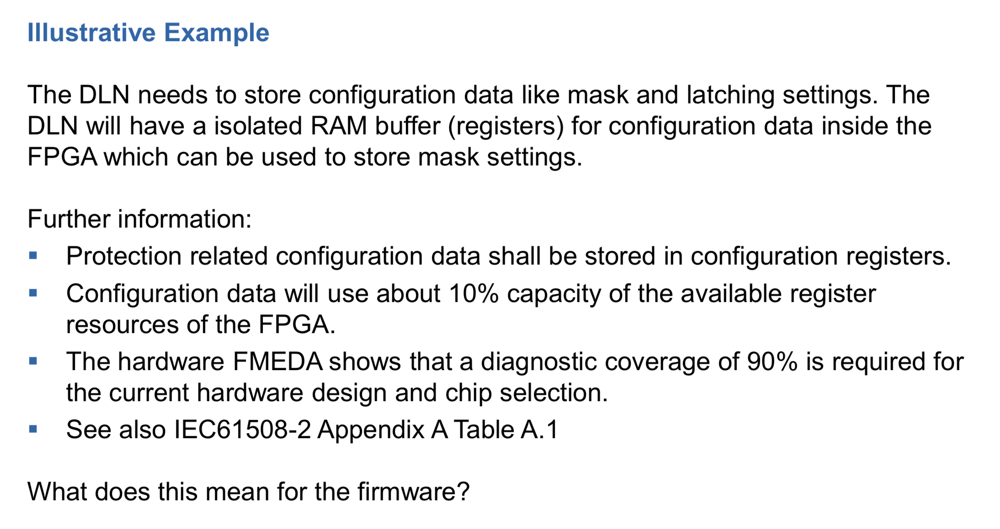 Illustrative Example
The DLN needs to store configuration data like mask and latching settings. The
DLN will have a isolated RAM buffer (registers) for configuration data inside the
FPGA which can be used to store mask settings.
Further information:
▪ Protection related configuration data shall be stored in configuration registers.
▪ Configuration data will use about 10% capacity of the available register
resources of the FPGA.
▪ The hardware FMEDA shows that a diagnostic coverage of 90% is required for
the current hardware design and chip selection.
▪ See also IEC61508-2 Appendix A Table A.1
What does this mean for the firmware?